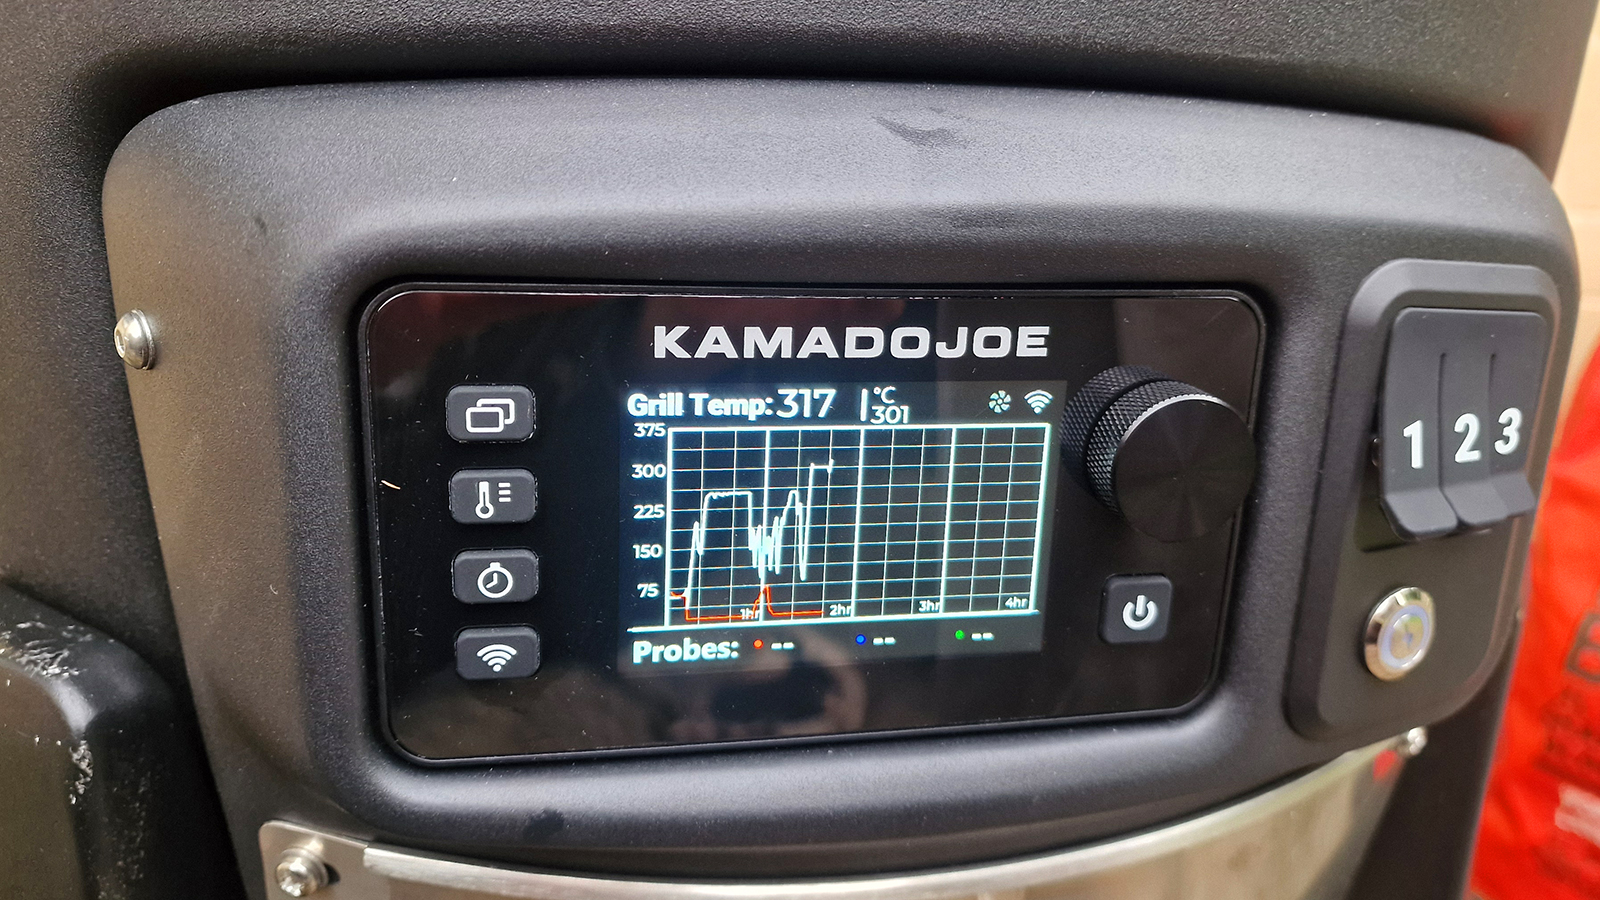 KAMADOJOE
Grill Temp: 317 | °C 301
375
300
225
150
75
1hr 2hr 3hr 4hr
Probes: -- -- --
1 2 3